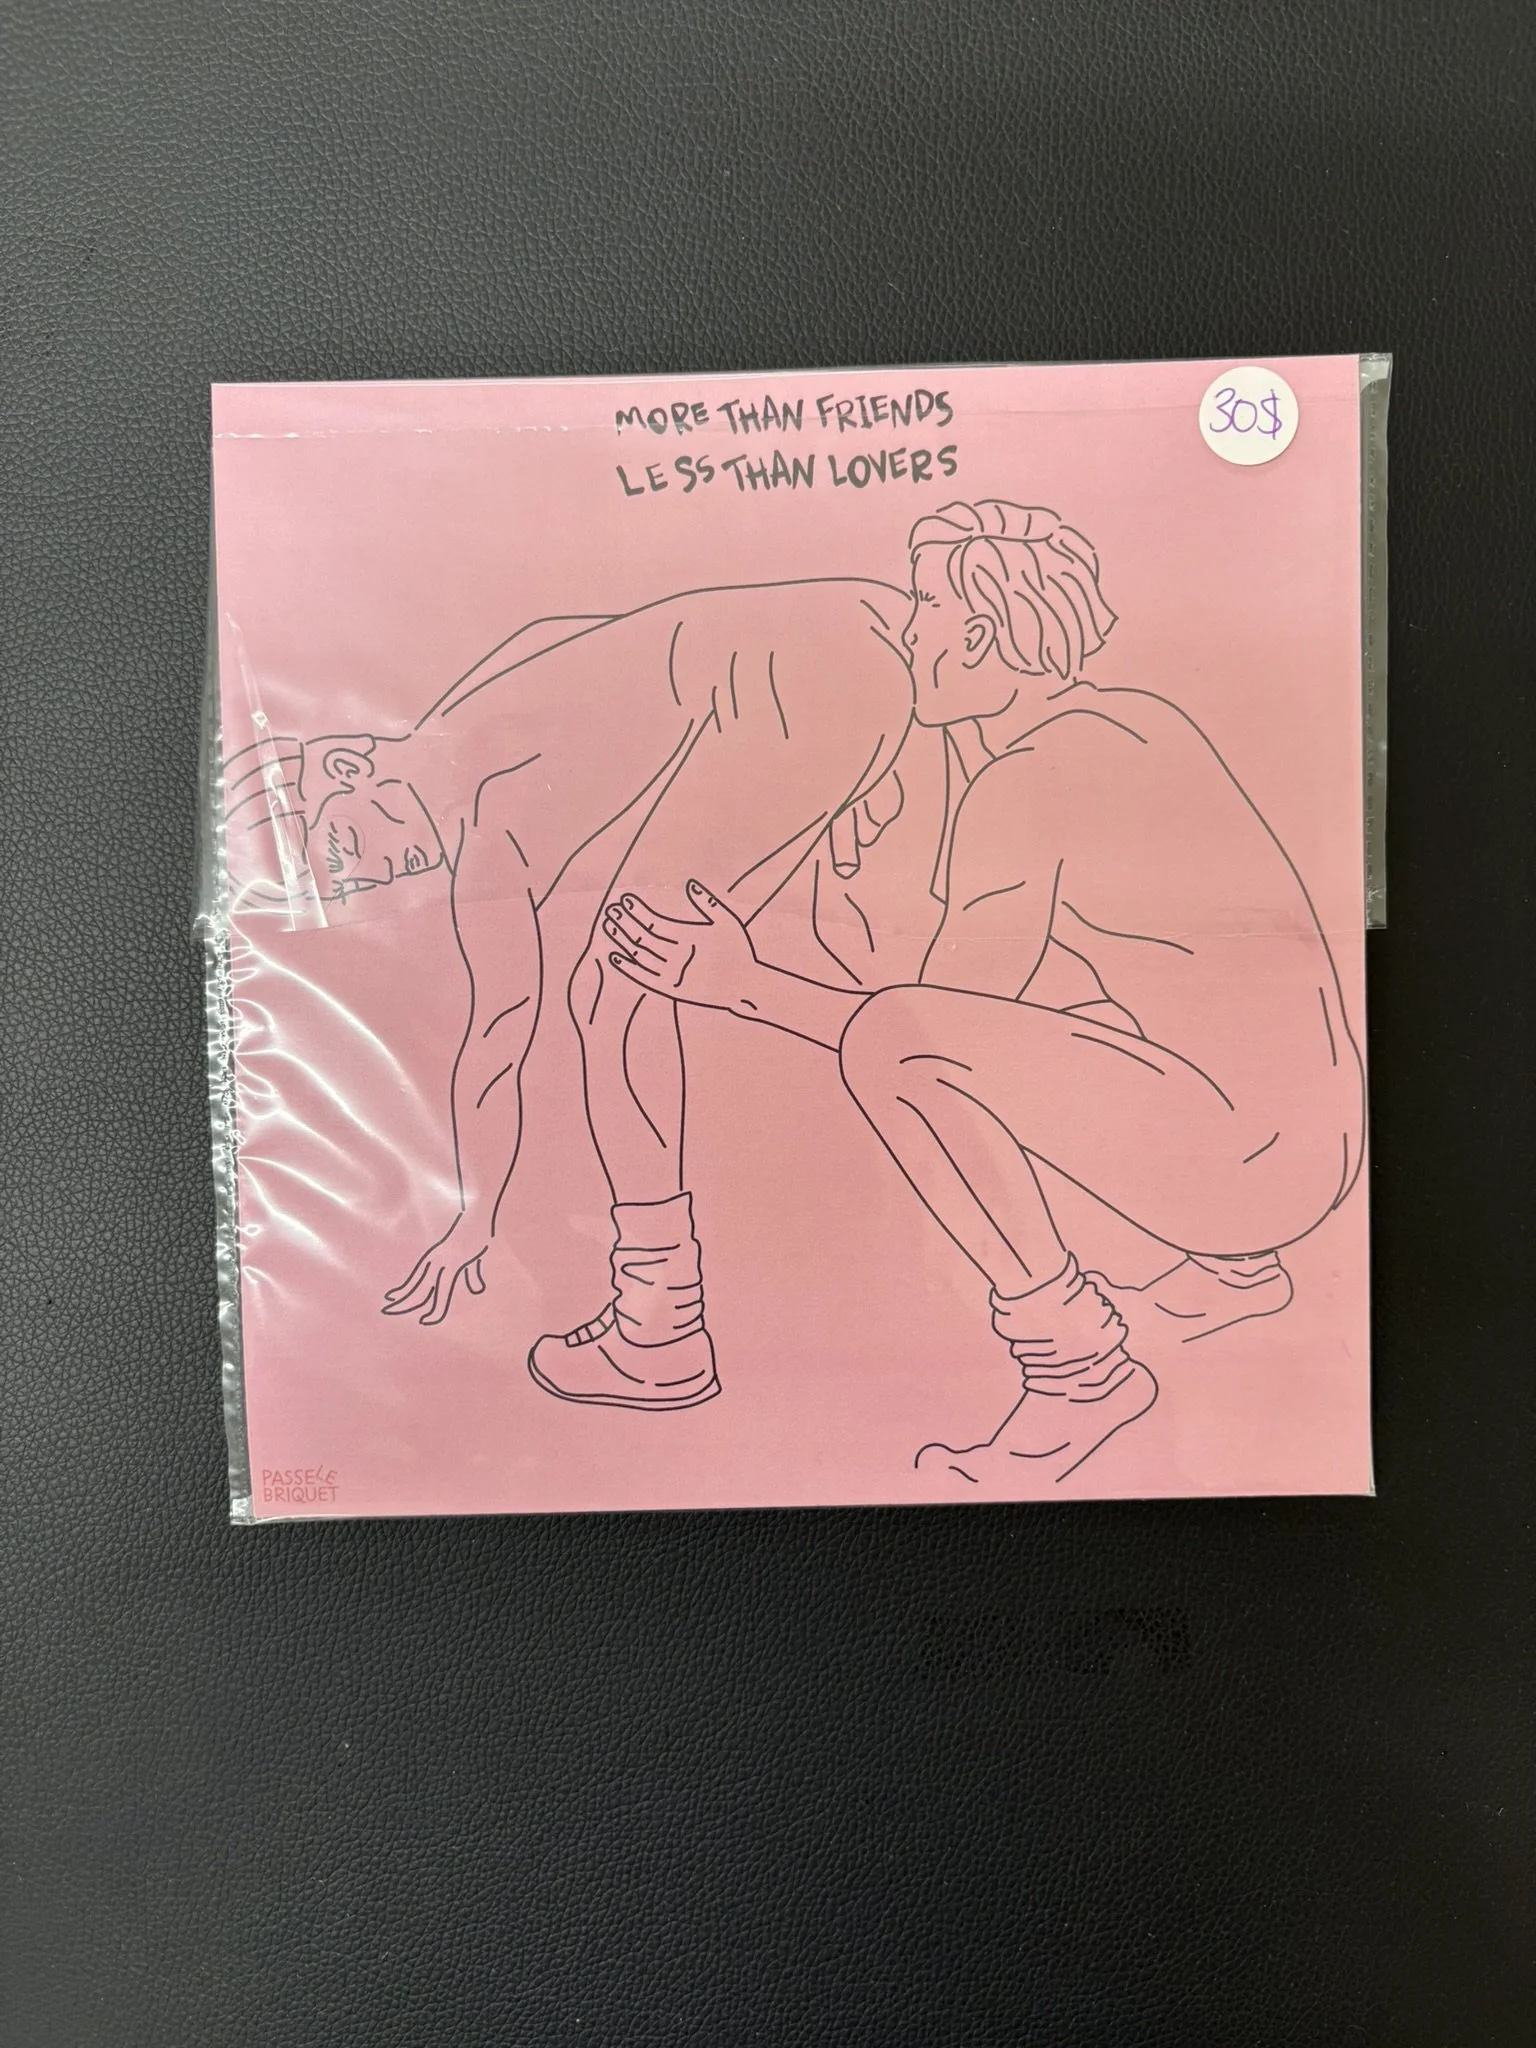 MORE THAN FRIENDS
LESS THAN LOVERS
30$
PASSE LE
BRIQUET